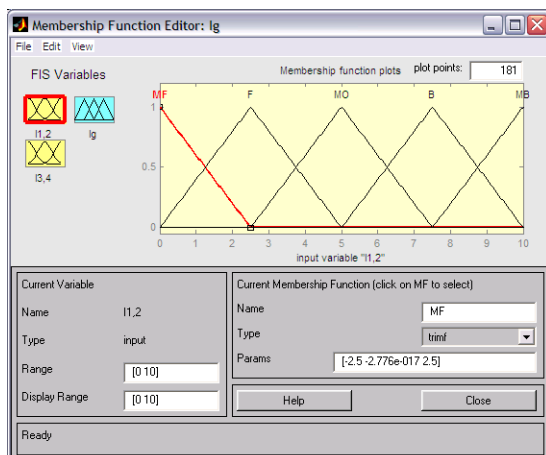 Membership Function Editor: Ig
File Edit View
FIS Variables
I1,2
Ig
I3,4
Membership function plots
plot points:
181
MF F MO B MB
1
0.5
0
0 1 2 3 4 5 6 7 8 9 10
input variable "I1,2"
Current Variable
Name I1,2
Type input
Range [0 10]
Display Range [0 10]
Current Membership Function (click on MF to select)
Name MF
Type trimf
Params [-2.5 -2.776e-017 2.5]
Help Close
Ready